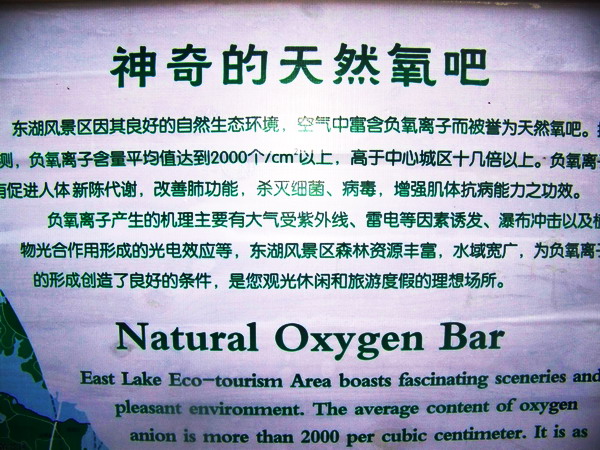 神奇的天然氧吧
东湖风景区因其良好的自然生态环境，空气中富含负氧离子而被誉为天然氧吧。
测，负氧离子含量平均值达到2000个/cm³以上，高于中心城区十几倍以上。负氧离子
有促进人体新陈代谢，改善肺功能，杀灭细菌、病毒，增强肌体抗病能力之功效。
负氧离子产生的机理主要有大气受紫外线、雷电等因素诱发、瀑布冲击以及植
物光合作用形成的光电效应等，东湖风景区森林资源丰富，水域宽广，为负氧离子
的形成创造了良好的条件，是您观光休闲和旅游度假的理想场所。
Natural Oxygen Bar
East Lake Eco-tourism Area boasts fascinating sceneries and
pleasant environment. The average content of oxygen
anion is more than 2000 per cubic centimeter. It is as